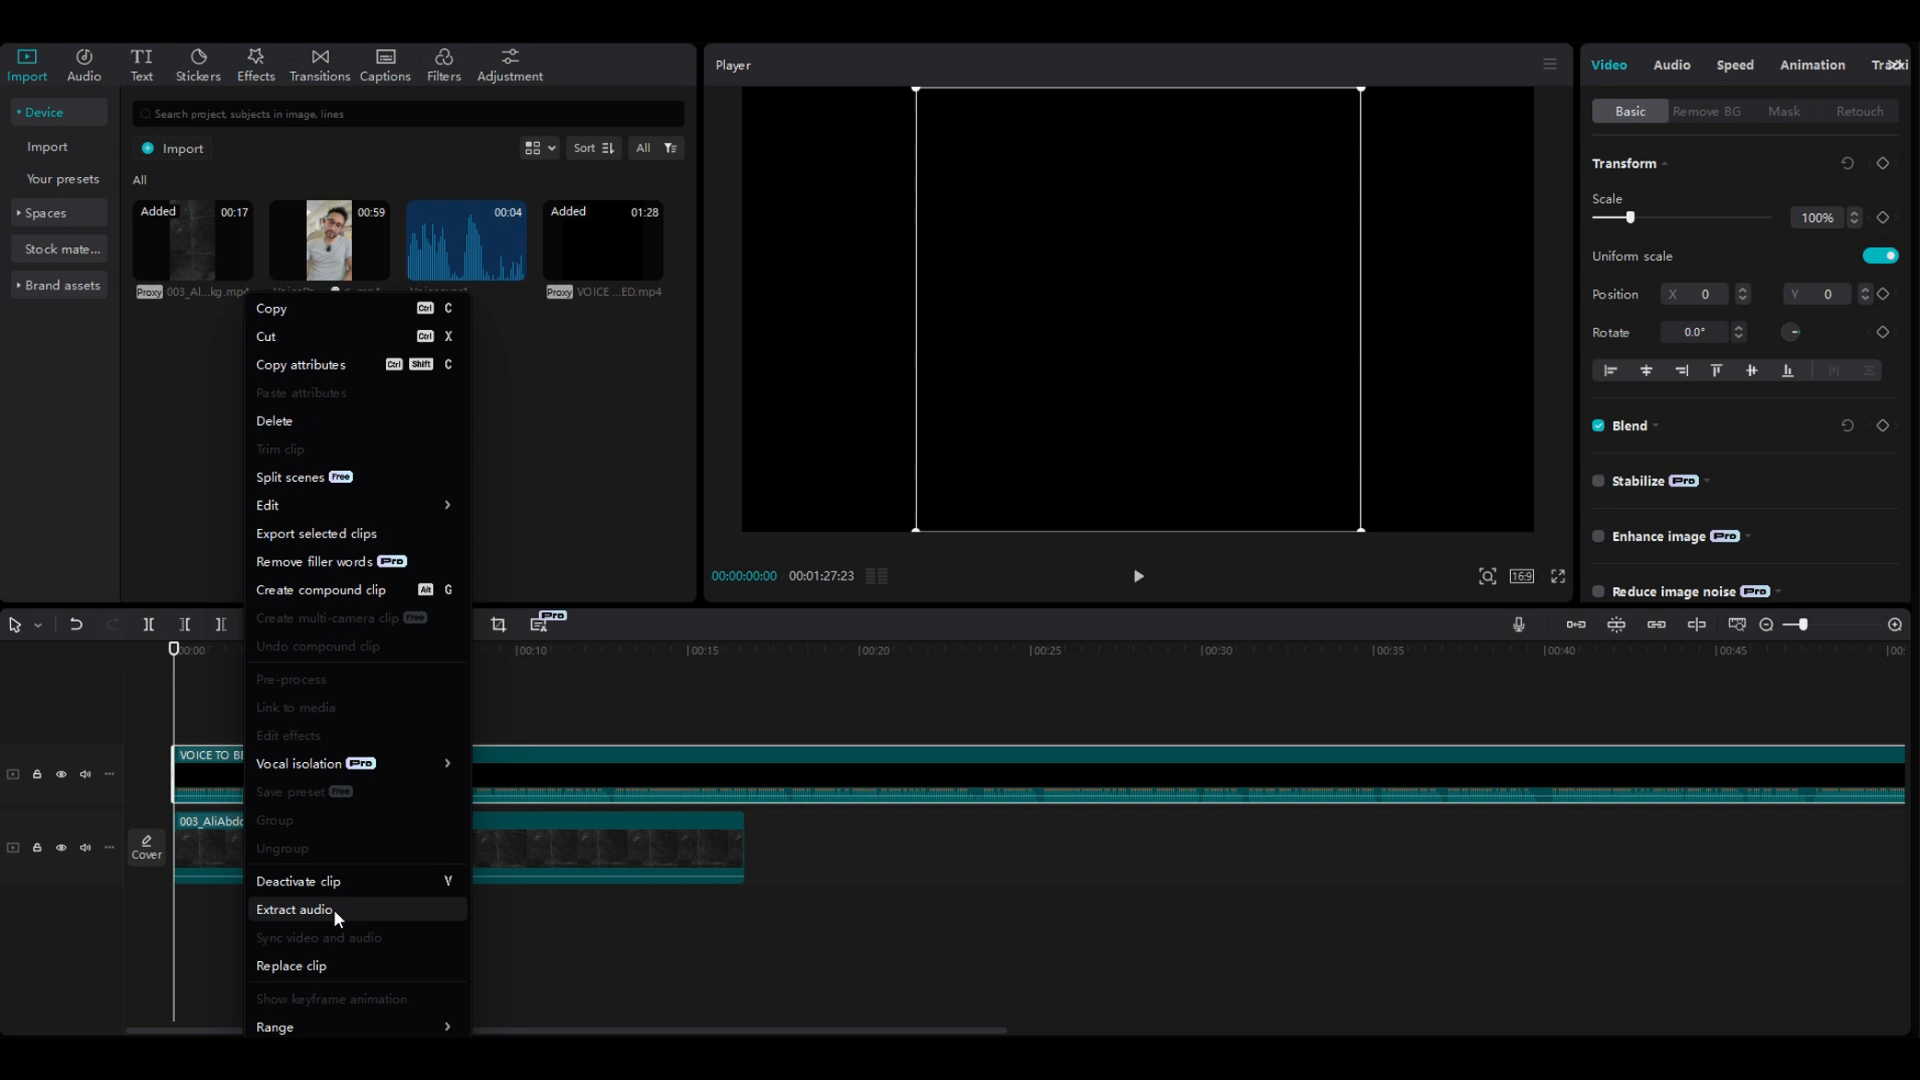 Import
Audio
Text
Stickers
Effects
Transitions
Captions
Filters
Adjustment
Device
Import
Your presets
Spaces
Stock mate...
Brand assets
Search project, subjects in image, lines
Import
Sort
All
All
Added 00:17
00:59
00:04
Added 01:28
Proxy 003_Al...kg.mp4
Proxy VOICE ...ED.mp4
Copy Ctrl C
Cut Ctrl X
Copy attributes Ctrl Shift C
Paste attributes
Delete
Trim clip
Split scenes Free
Edit
Export selected clips
Remove filler words Pro
Create compound clip Alt G
Create multi-camera clip Free
Undo compound clip
Pre-process
Link to media
Edit effects
Vocal isolation Pro
Save preset Free
Group
Ungroup
Deactivate clip V
Extract audio
Sync video and audio
Replace clip
Show keyframe animation
Range
Player
00:00:00:00 00:01:27:23
16:9
Video
Audio
Speed
Animation
Basic
Remove BG
Mask
Retouch
Transform
Scale
100%
Uniform scale
Position X 0 Y 0
Rotate 0.0°
Blend
Stabilize Pro
Enhance image Pro
Reduce image noise Pro
Pro
00:00
00:10
00:15
00:20
00:25
00:30
00:35
00:40
00:45
00:
VOICE TO BE
003_AliAbdo
Cover